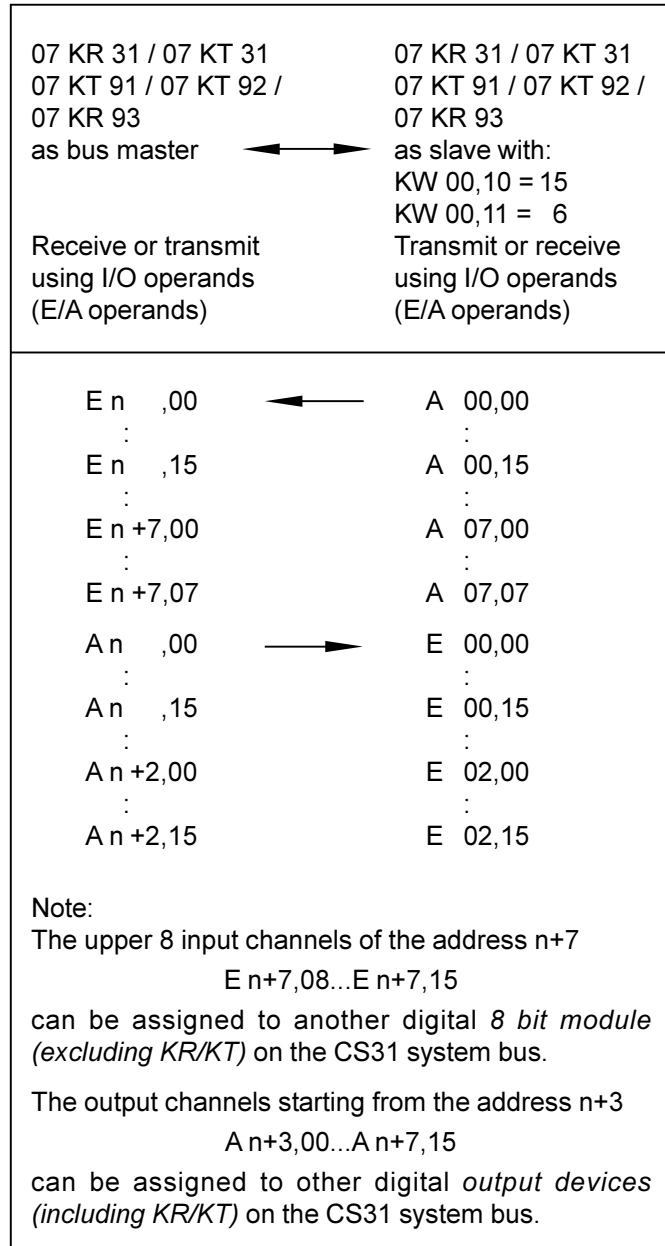 07 KR 31 / 07 KT 31
07 KT 91 / 07 KT 92 /
07 KR 93
as bus master
Receive or transmit
using I/O operands
(E/A operands)
07 KR 31 / 07 KT 31
07 KT 91 / 07 KT 92 /
07 KR 93
as slave with:
KW 00,10 = 15
KW 00,11 = 6
Transmit or receive
using I/O operands
(E/A operands)
E n ,00 A 00,00
: :
E n ,15 A 00,15
: :
E n +7,00 A 07,00
: :
E n +7,07 A 07,07
A n ,00 E 00,00
: :
A n ,15 E 00,15
: :
A n +2,00 E 02,00
: :
A n +2,15 E 02,15
Note:
The upper 8 input channels of the address n+7
E n+7,08...E n+7,15
can be assigned to another digital 8 bit module
(excluding KR/KT) on the CS31 system bus.
The output channels starting from the address n+3
A n+3,00...A n+7,15
can be assigned to other digital output devices
(including KR/KT) on the CS31 system bus.